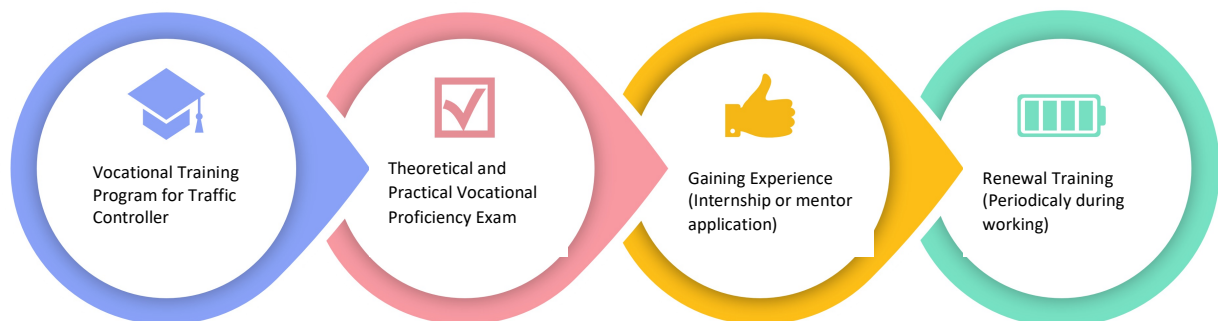 Vocational Training
Program for Traffic
Controller
Theoretical and
Practical Vocational
Proficiency Exam
Gaining Experience
(Internship or mentor
application)
Renewal Training
(Periodicaly during
working)